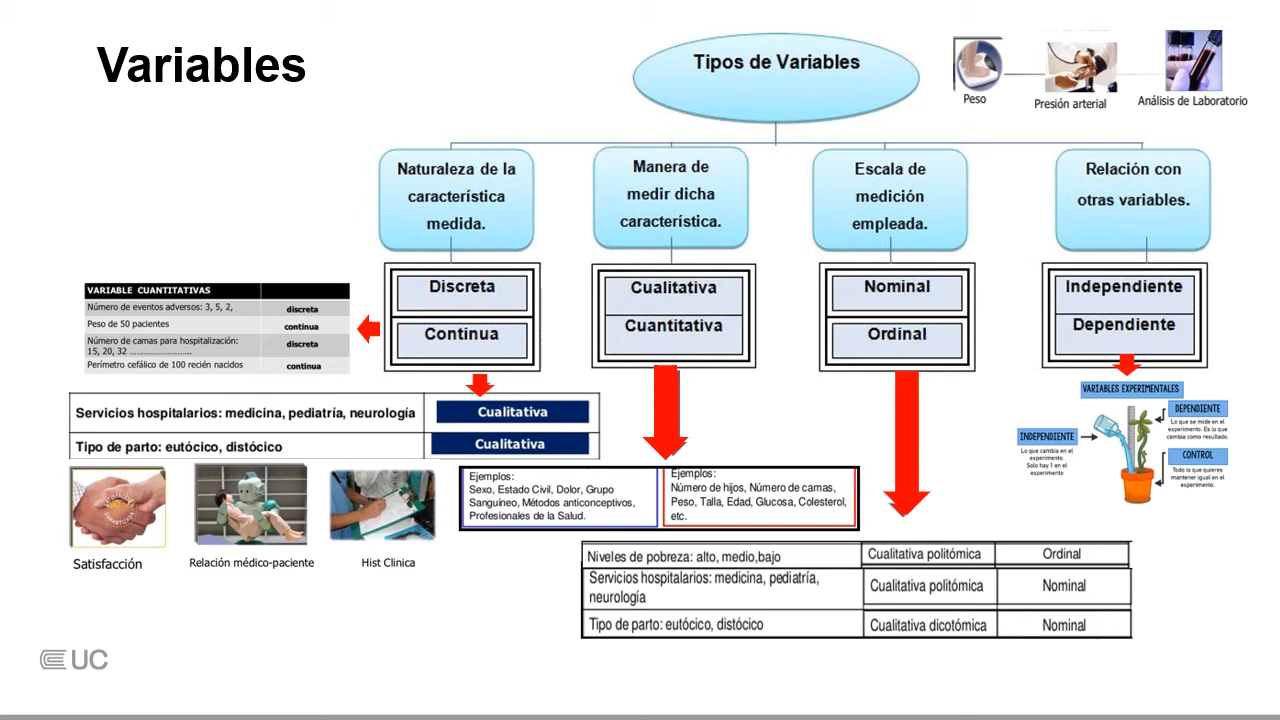 Variables
Tipos de Variables
Peso
Presión arterial
Análisis de Laboratorio
Naturaleza de la
característica
medida.
Manera de
medir dicha
característica.
Escala de
medición
empleada.
Relación con
otras variables.
Discreta
Continua
Cualitativa
Cuantitativa
Nominal
Ordinal
Independiente
Dependiente
VARIABLE CUANTITATIVAS
Número de eventos adversos: 3, 5, 2, discreta
Peso de 50 pacientes continua
Número de camas para hospitalización:
15, 20, 32 ........................ discreta
Perímetro cefálico de 100 recién nacidos continua
Servicios hospitalarios: medicina, pediatría, neurología Cualitativa
Tipo de parto: eutócico, distócico Cualitativa
Satisfacción
Relación médico-paciente
Hist Clinica
Ejemplos:
Sexo, Estado Civil, Dolor, Grupo
Sanguíneo, Métodos anticonceptivos,
Profesionales de la Salud.
Ejemplos:
Número de hijos, Número de camas,
Peso, Talla, Edad, Glucosa, Colesterol,
etc.
VARIABLES EXPERIMENTALES
INDEPENDIENTE
Lo que cambia en el
experimento.
Solo hay 1 en el
experimento
DEPENDIENTE
Lo que se mide en el
experimento. Es lo que
cambia como resultado.
CONTROL
Todo lo que quieres
mantener igual en el
experimento.
Niveles de pobreza: alto, medio,bajo Cualitativa politómica Ordinal
Servicios hospitalarios: medicina, pediatría,
neurología Cualitativa politómica Nominal
Tipo de parto: eutócico, distócico Cualitativa dicotómica Nominal
UC